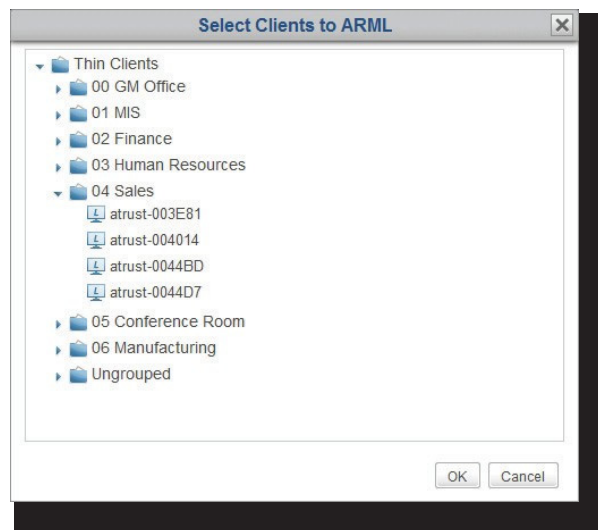 Select Clients to ARML
Thin Clients
00 GM Office
01 MIS
02 Finance
03 Human Resources
04 Sales
L atrust-003E81
L atrust-004014
L atrust-0044BD
L atrust-0044D7
05 Conference Room
06 Manufacturing
Ungrouped
OK Cancel